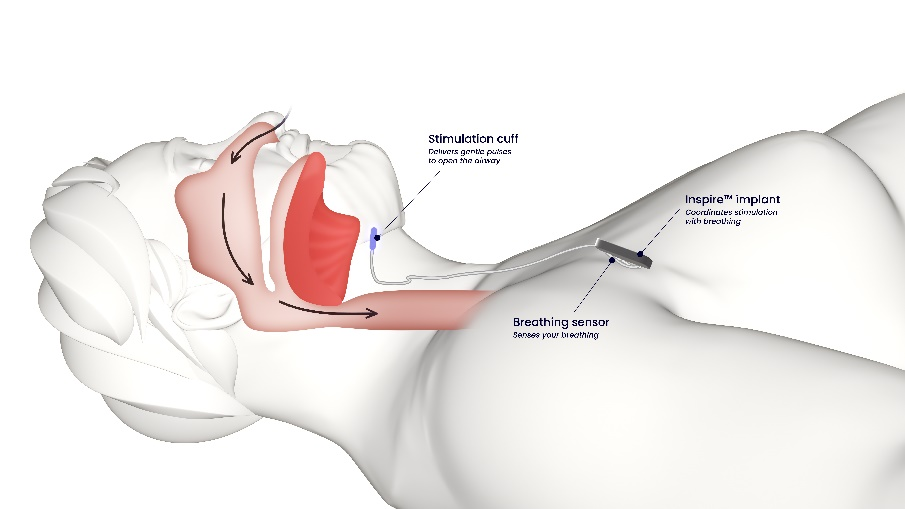 Stimulation cuff
Delivers gentle pulses
to open the airway
Inspire™ implant
Coordinates stimulation
with breathing
Breathing sensor
Senses your breathing